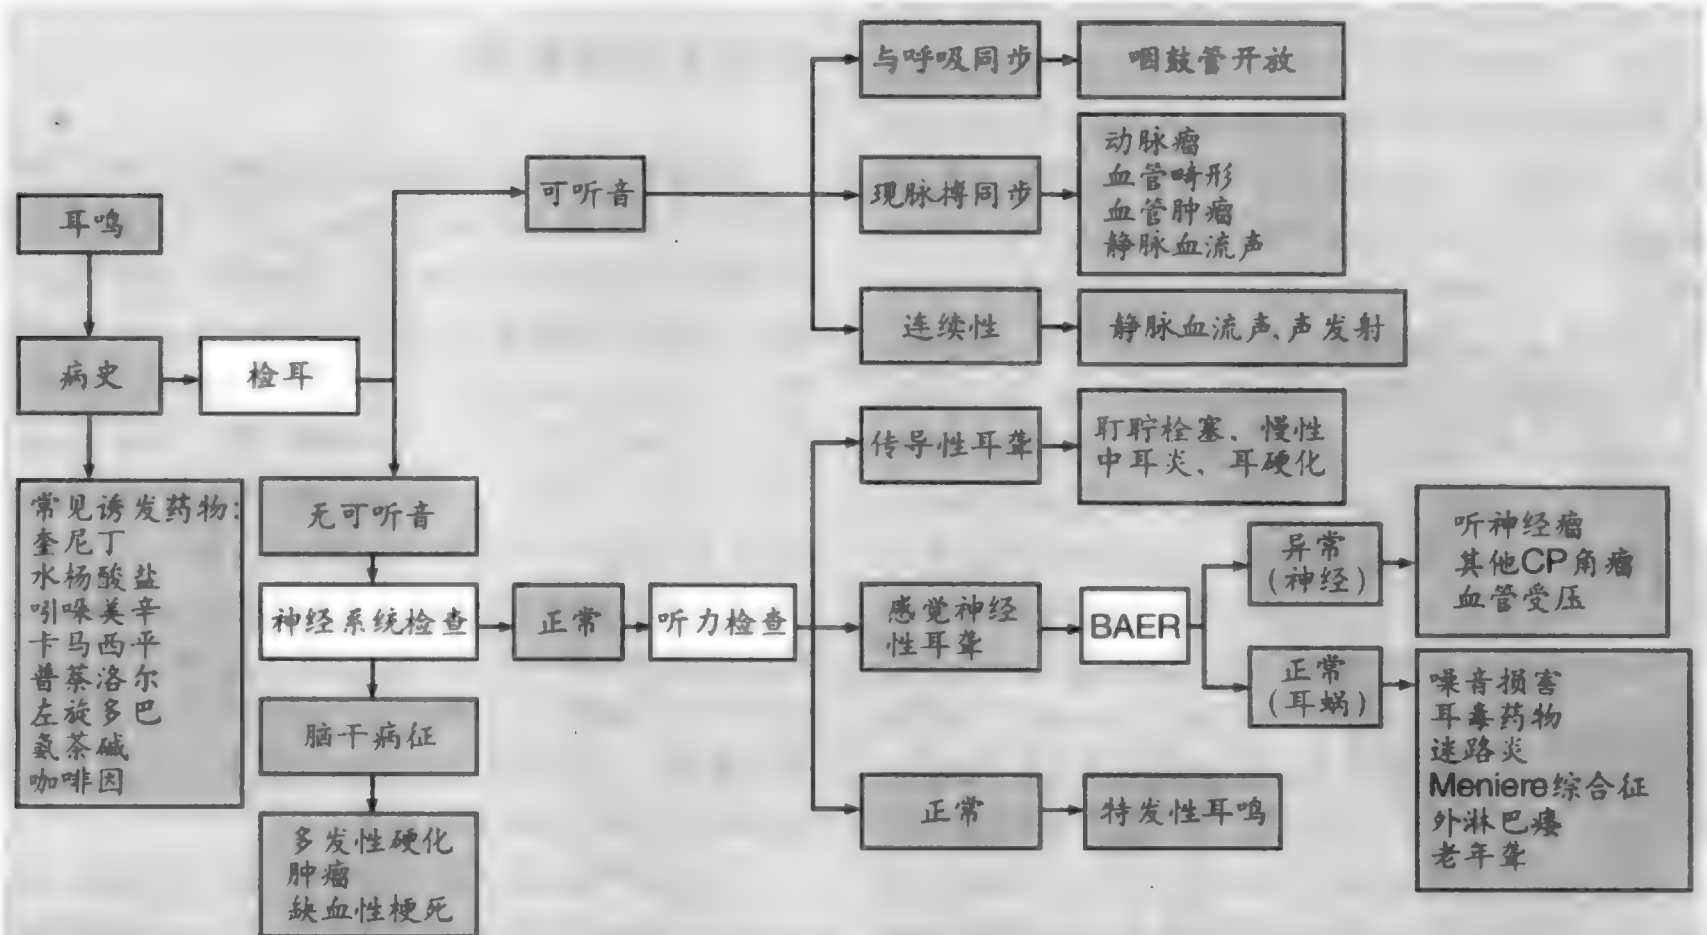 耳鸣
病史
检耳
常见诱发药物:
奎尼丁
水杨酸盐
吲哚美辛
卡马西平
普萘洛尔
左旋多巴
氨茶碱
咖啡因
可听音
与呼吸同步
咽鼓管开放
现脉搏同步
动脉瘤
血管畸形
血管肿瘤
静脉血流声
连续性
静脉血流声、声发射
无可听音
神经系统检查
脑干病征
多发性硬化
肿瘤
缺血性梗死
正常
听力检查
传导性耳聋
耵聍栓塞、慢性
中耳炎、耳硬化
感觉神经
性耳聋
BAER
异常
(神经)
听神经瘤
其他CP角瘤
血管受压
正常
(耳蜗)
噪音损害
耳毒药物
迷路炎
Meniere综合征
外淋巴瘘
老年聋
正常
特发性耳鸣